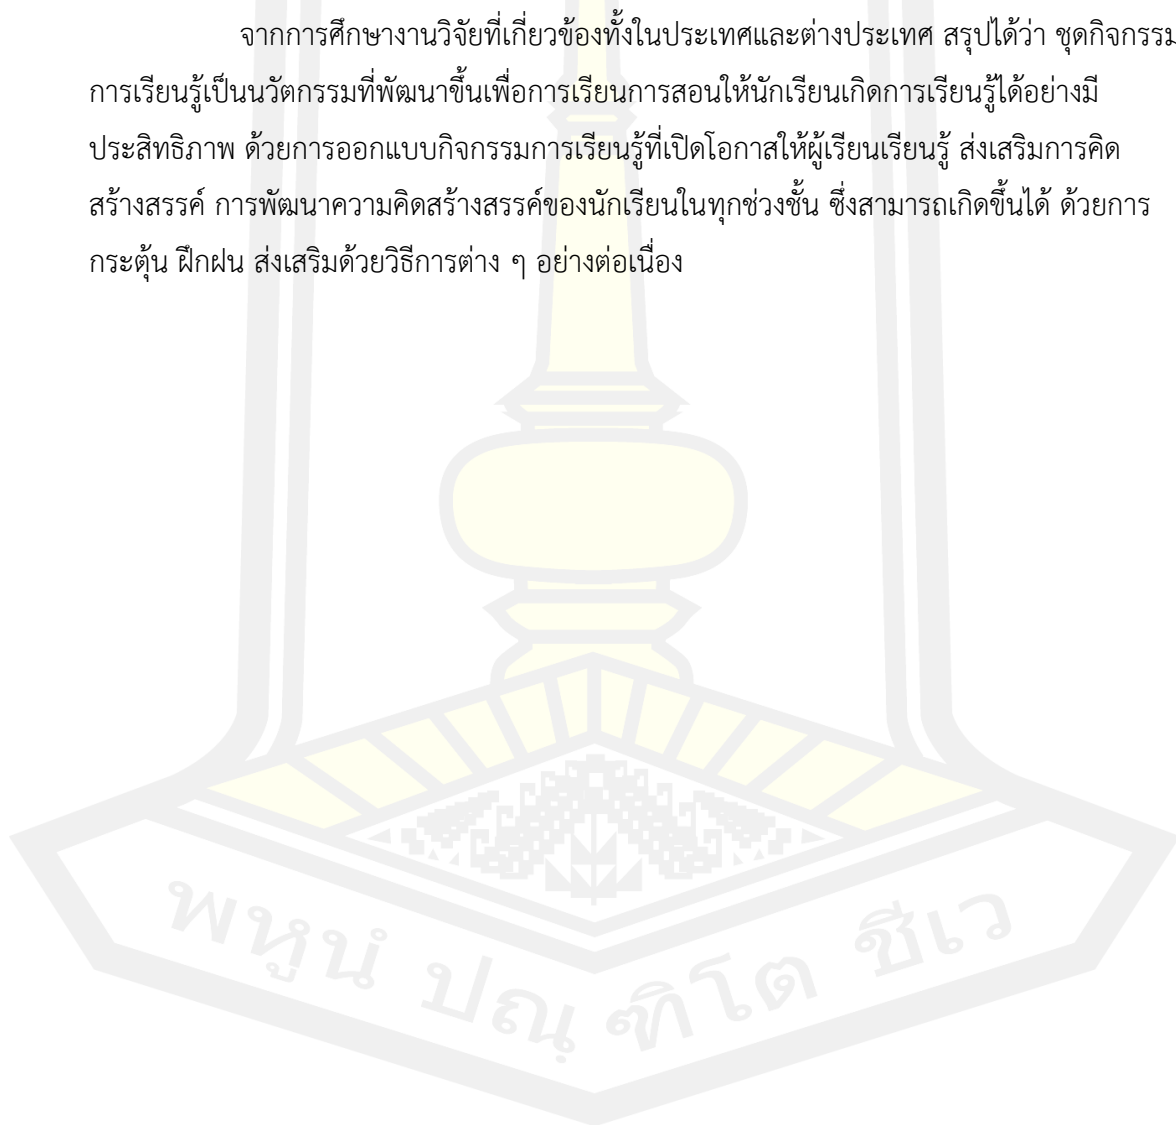 จากการศึกษางานวิจัยที่เกี่ยวข้องทั้งในประเทศและต่างประเทศ สรุปได้ว่า ชุดกิจกรรม
การเรียนรู้เป็นนวัตกรรมที่พัฒนาขึ้นเพื่อการเรียนการสอนให้นักเรียนเกิดการเรียนรู้ได้อย่างมี
ประสิทธิภาพ ด้วยการออกแบบกิจกรรมการเรียนรู้ที่เปิดโอกาสให้ผู้เรียนเรียนรู้ ส่งเสริมการคิด
สร้างสรรค์ การพัฒนาความคิดสร้างสรรค์ของนักเรียนในทุกช่วงชั้น ซึ่งสามารถเกิดขึ้นได้ ด้วยการ
กระตุ้น ฝึกฝน ส่งเสริมด้วยวิธีการต่าง ๆ อย่างต่อเนื่อง
พหูนํ ปณฺฑิโต ชีเว